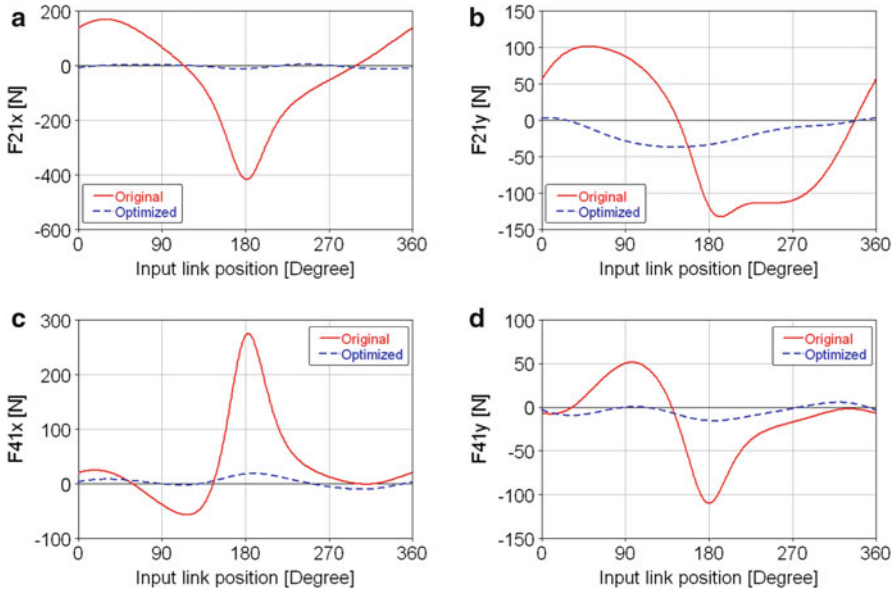 a
F21x [N]
200
0
-200
-400
-600
Original
Optimized
0 90 180 270 360
Input link position [Degree]
b
F21y [N]
150
100
50
0
-50
-100
-150
Original
Optimized
0 90 180 270 360
Input link position [Degree]
c
F41x [N]
300
200
100
0
-100
Original
Optimized
0 90 180 270 360
Input link position [Degree]
d
F41y [N]
100
50
0
-50
-100
-150
Original
Optimized
0 90 180 270 360
Input link position [Degree]